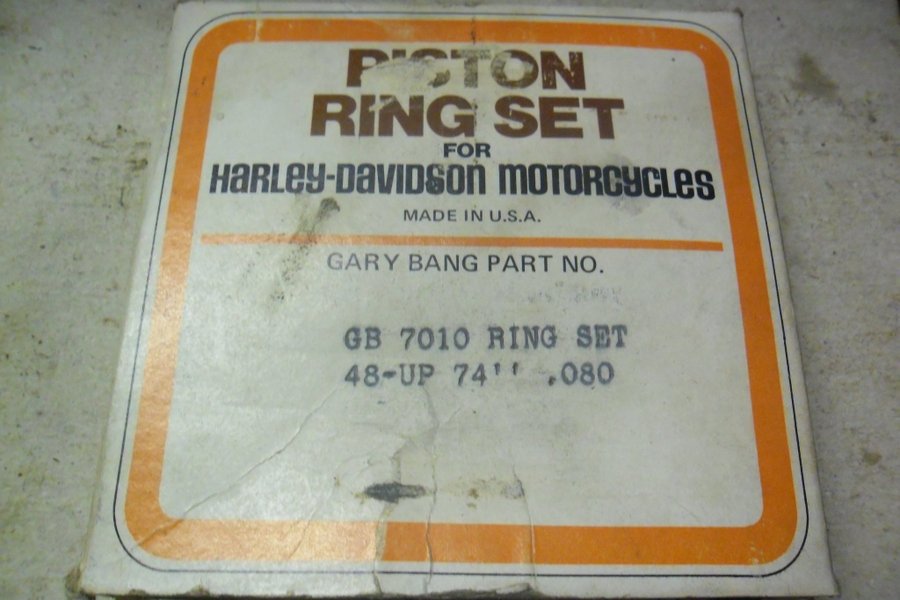 PISTON
RING SET
FOR
HARLEY-DAVIDSON MOTORCYCLES
MADE IN U.S.A.
GARY BANG PART NO.
GB 7010 RING SET
48-UP 74'' .080